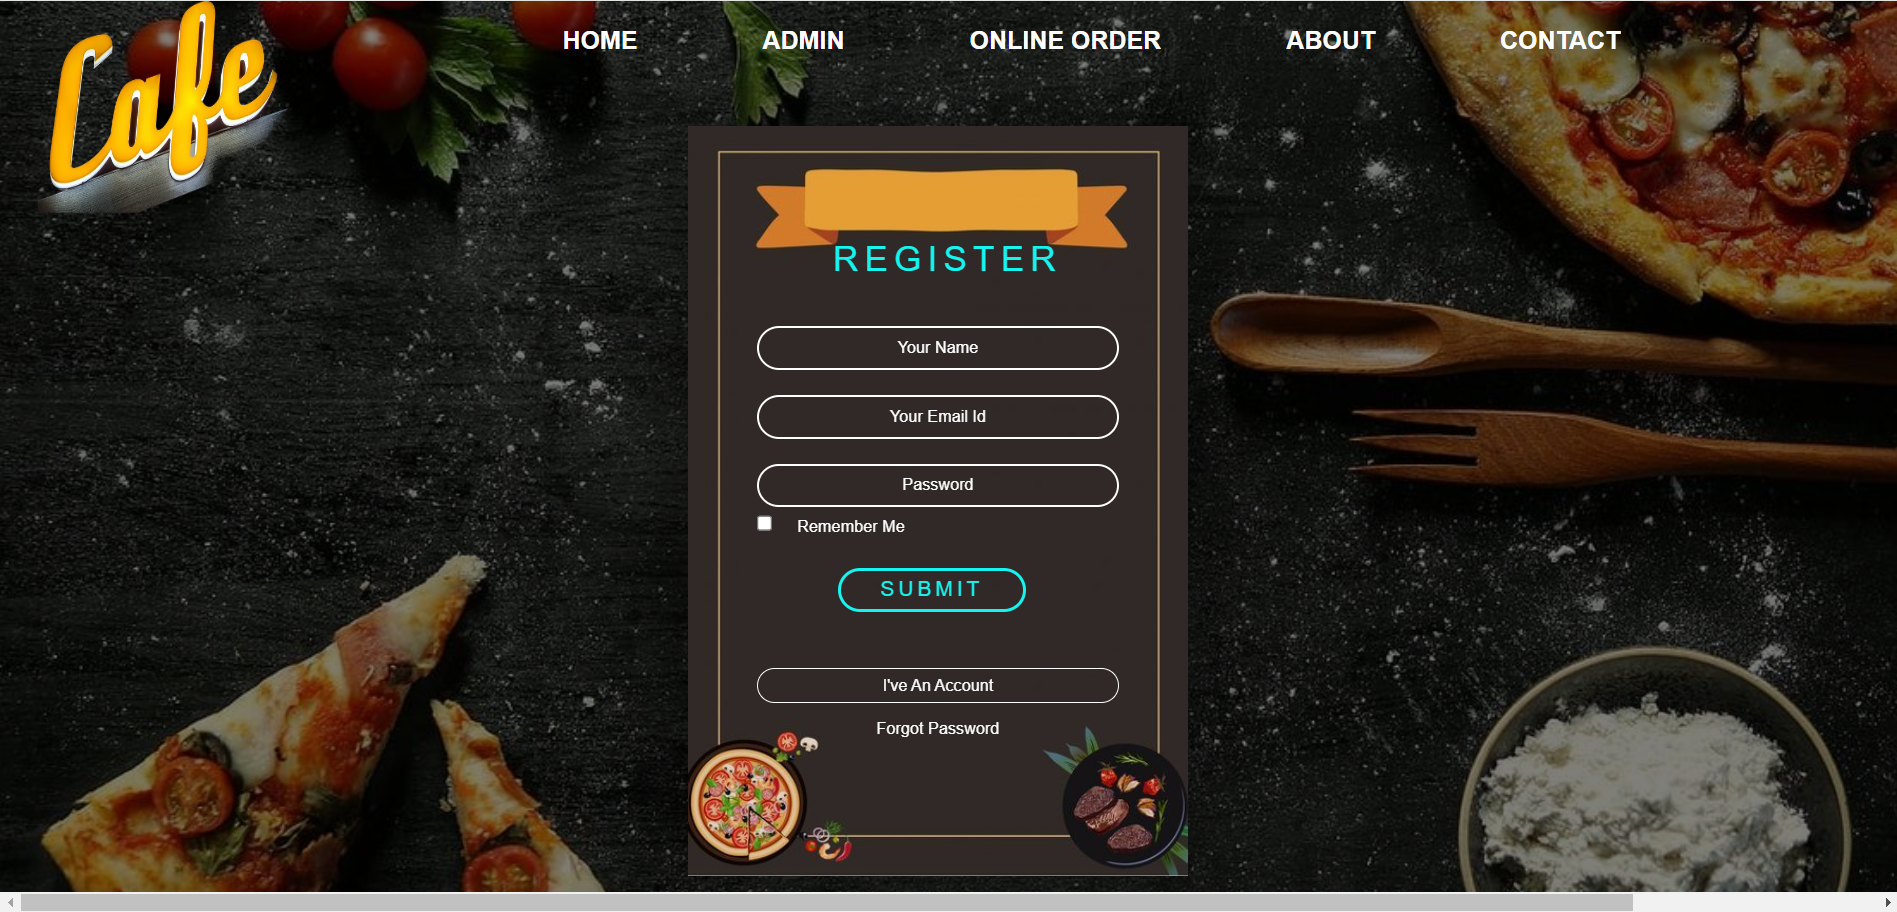 Cafe
HOME ADMIN ONLINE ORDER ABOUT CONTACT
REGISTER
Your Name
Your Email Id
Password
Remember Me
SUBMIT
I've An Account
Forgot Password